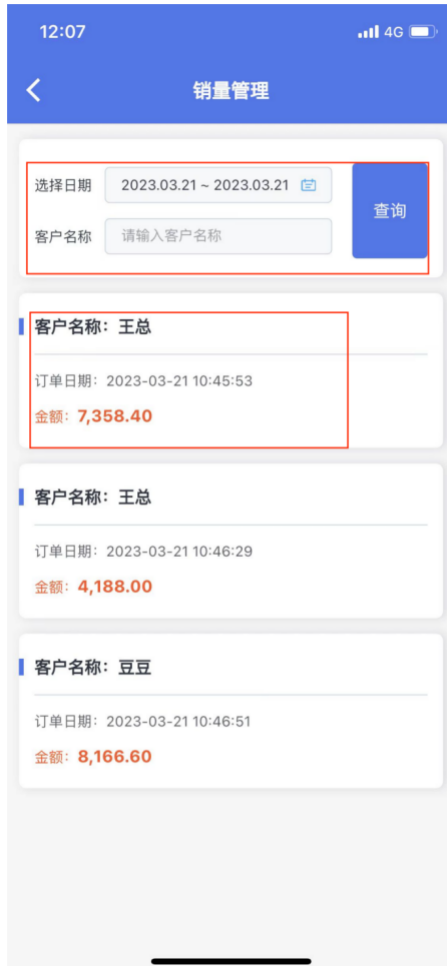 12:07 4G
销量管理
选择日期 2023.03.21 ~ 2023.03.21
客户名称 请输入客户名称
查询
客户名称：王总
订单日期：2023-03-21 10:45:53
金额：7,358.40
客户名称：王总
订单日期：2023-03-21 10:46:29
金额：4,188.00
客户名称：豆豆
订单日期：2023-03-21 10:46:51
金额：8,166.60